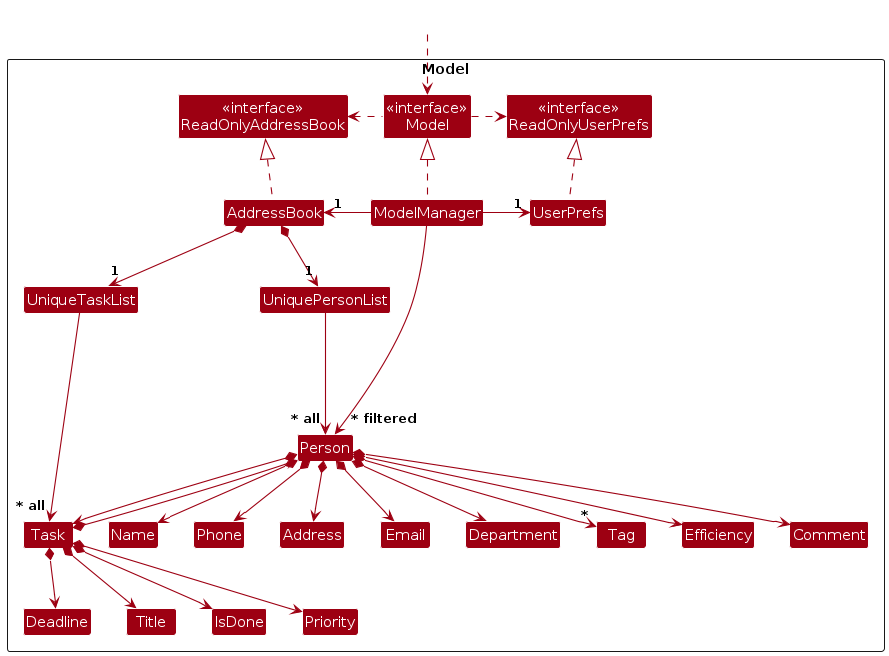 Model
«interface»
ReadOnlyAddressBook
«interface»
Model
«interface»
ReadOnlyUserPrefs
AddressBook
1
ModelManager
1
UserPrefs
1
1
UniqueTaskList
UniquePersonList
* all
* filtered
Person
* all
*
Task
Name
Phone
Address
Email
Department
Tag
Efficiency
Comment
Deadline
Title
IsDone
Priority